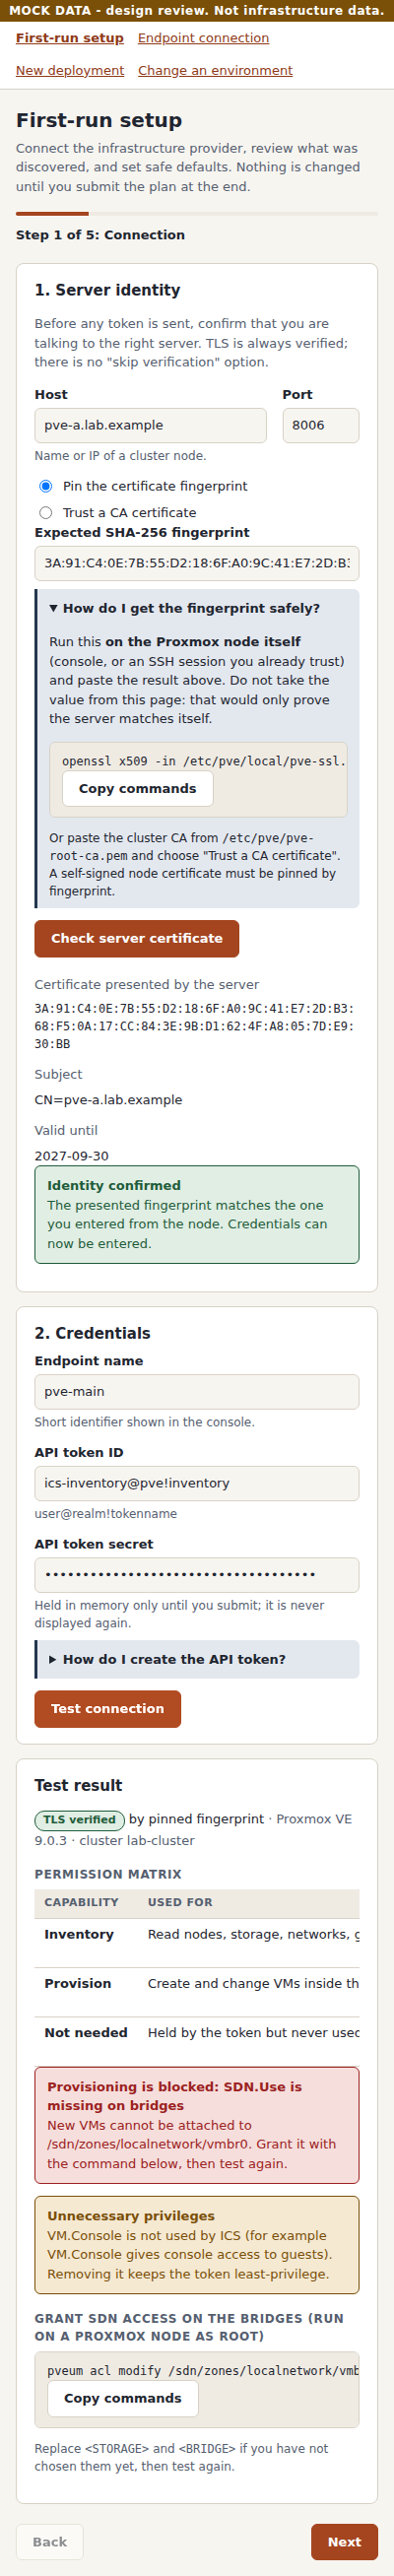 MOCK DATA - design review. Not infrastructure data.
First-run setup Endpoint connection
New deployment Change an environment
First-run setup
Connect the infrastructure provider, review what was
discovered, and set safe defaults. Nothing is changed
until you submit the plan at the end.
Step 1 of 5: Connection
1. Server identity
Before any token is sent, confirm that you are
talking to the right server. TLS is always verified;
there is no "skip verification" option.
Host Port
pve-a.lab.example 8006
Name or IP of a cluster node.
Pin the certificate fingerprint
Trust a CA certificate
Expected SHA-256 fingerprint
3A:91:C4:0E:7B:55:D2:18:6F:A0:9C:41:E7:2D:B3
How do I get the fingerprint safely?
Run this on the Proxmox node itself
(console, or an SSH session you already trust)
and paste the result above. Do not take the
value from this page: that would only prove
the server matches itself.
openssl x509 -in /etc/pve/local/pve-ssl.
Copy commands
Or paste the cluster CA from /etc/pve/pve-
root-ca.pem and choose "Trust a CA certificate".
A self-signed node certificate must be pinned by
fingerprint.
Check server certificate
Certificate presented by the server
3A:91:C4:0E:7B:55:D2:18:6F:A0:9C:41:E7:2D:B3:
68:F5:0A:17:CC:84:3E:9B:D1:62:4F:A8:05:7D:E9:
30:BB
Subject
CN=pve-a.lab.example
Valid until
2027-09-30
Identity confirmed
The presented fingerprint matches the one
you entered from the node. Credentials can
now be entered.
2. Credentials
Endpoint name
pve-main
Short identifier shown in the console.
API token ID
ics-inventory@pve!inventory
user@realm!tokenname
API token secret
••••••••••••••••••••••••••••••••••••
Held in memory only until you submit; it is never
displayed again.
How do I create the API token?
Test connection
Test result
TLS verified by pinned fingerprint · Proxmox VE
9.0.3 · cluster lab-cluster
PERMISSION MATRIX
CAPABILITY USED FOR
Inventory Read nodes, storage, networks, g
Provision Create and change VMs inside th
Not needed Held by the token but never used
Provisioning is blocked: SDN.Use is
missing on bridges
New VMs cannot be attached to
/sdn/zones/localnetwork/vmbr0. Grant it with
the command below, then test again.
Unnecessary privileges
VM.Console is not used by ICS (for example
VM.Console gives console access to guests).
Removing it keeps the token least-privilege.
GRANT SDN ACCESS ON THE BRIDGES (RUN
ON A PROXMOX NODE AS ROOT)
pveum acl modify /sdn/zones/localnetwork/vmb
Copy commands
Replace <STORAGE> and <BRIDGE> if you have not
chosen them yet, then test again.
Back Next